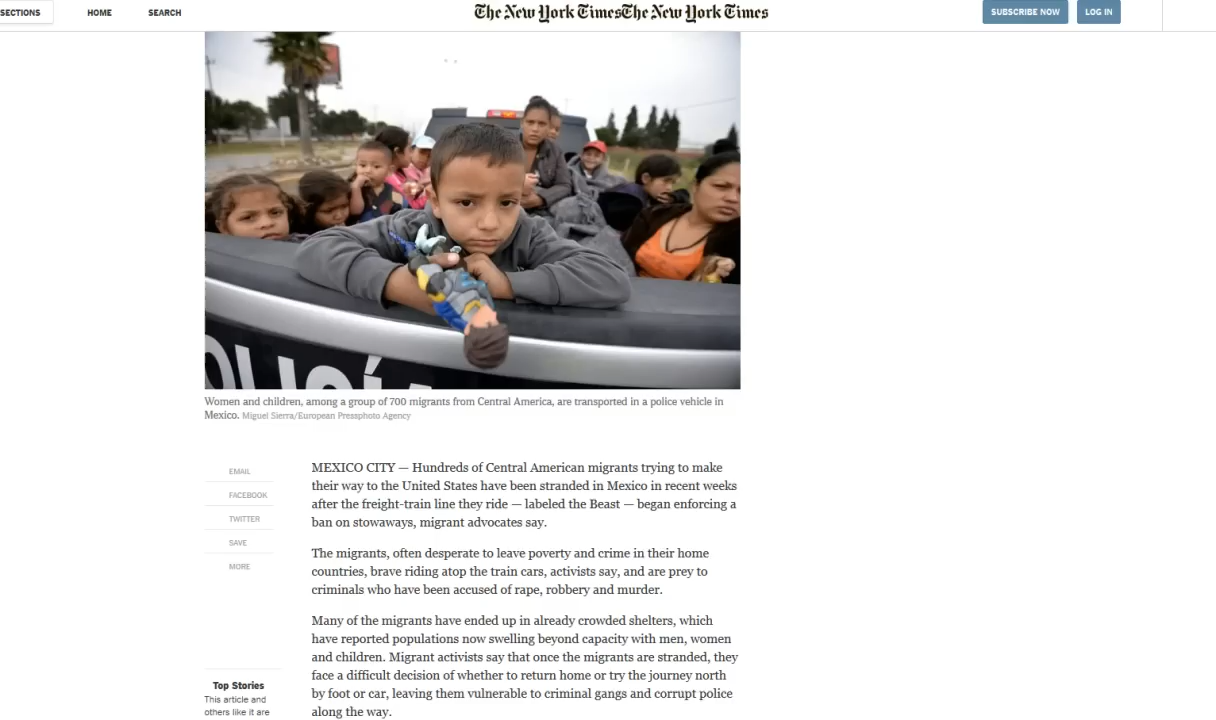 SECTIONS HOME SEARCH The New York TimesThe New York Times SUBSCRIBE NOW LOG IN
Women and children, among a group of 700 migrants from Central America, are transported in a police vehicle in
Mexico. Miguel Sierra/European Pressphoto Agency
EMAIL
FACEBOOK
TWITTER
SAVE
MORE
MEXICO CITY — Hundreds of Central American migrants trying to make
their way to the United States have been stranded in Mexico in recent weeks
after the freight-train line they ride — labeled the Beast — began enforcing a
ban on stowaways, migrant advocates say.
The migrants, often desperate to leave poverty and crime in their home
countries, brave riding atop the train cars, activists say, and are prey to
criminals who have been accused of rape, robbery and murder.
Many of the migrants have ended up in already crowded shelters, which
have reported populations now swelling beyond capacity with men, women
and children. Migrant activists say that once the migrants are stranded, they
face a difficult decision of whether to return home or try the journey north
by foot or car, leaving them vulnerable to criminal gangs and corrupt police
along the way.
Top Stories
This article and
others like it are